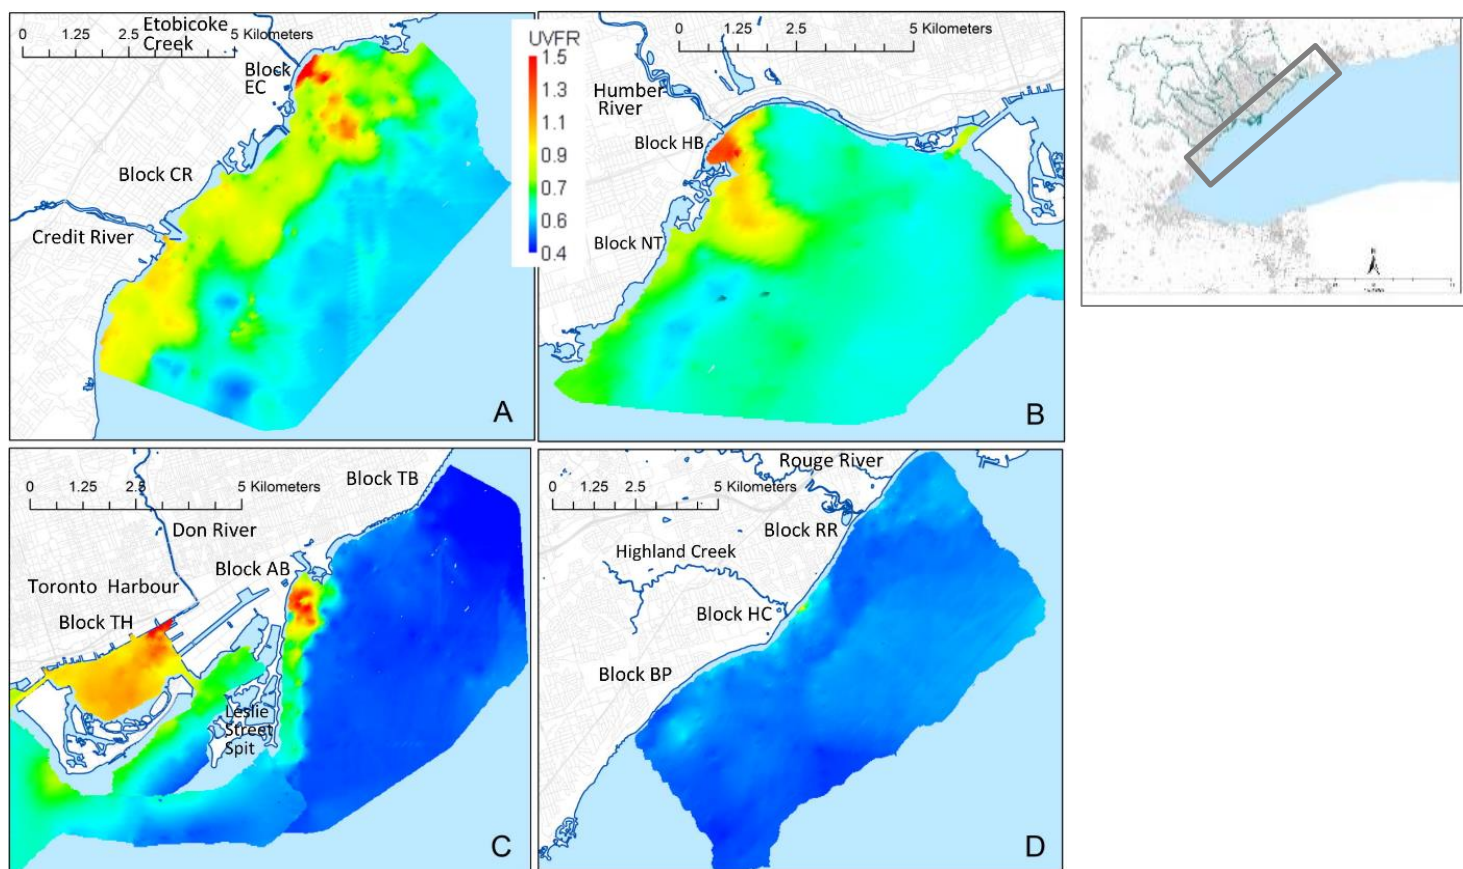 Etobicoke
Creek
0 1.25 2.5 5 Kilometers
Block
EC
Block CR
Credit River
A
UVFR
1.5
1.3
1.1
0.9
0.7
0.6
0.4
0 1.25 2.5 5 Kilometers
Humber
River
Block HB
Block NT
B
N
Block TB
0 1.25 2.5 5 Kilometers
Don River
Block AB
Toronto Harbour
Block TH
Leslie
Street
Spit
C
Rouge River
0 1.25 2.5 5 Kilometers
Block RR
Highland Creek
Block HC
Block BP
D